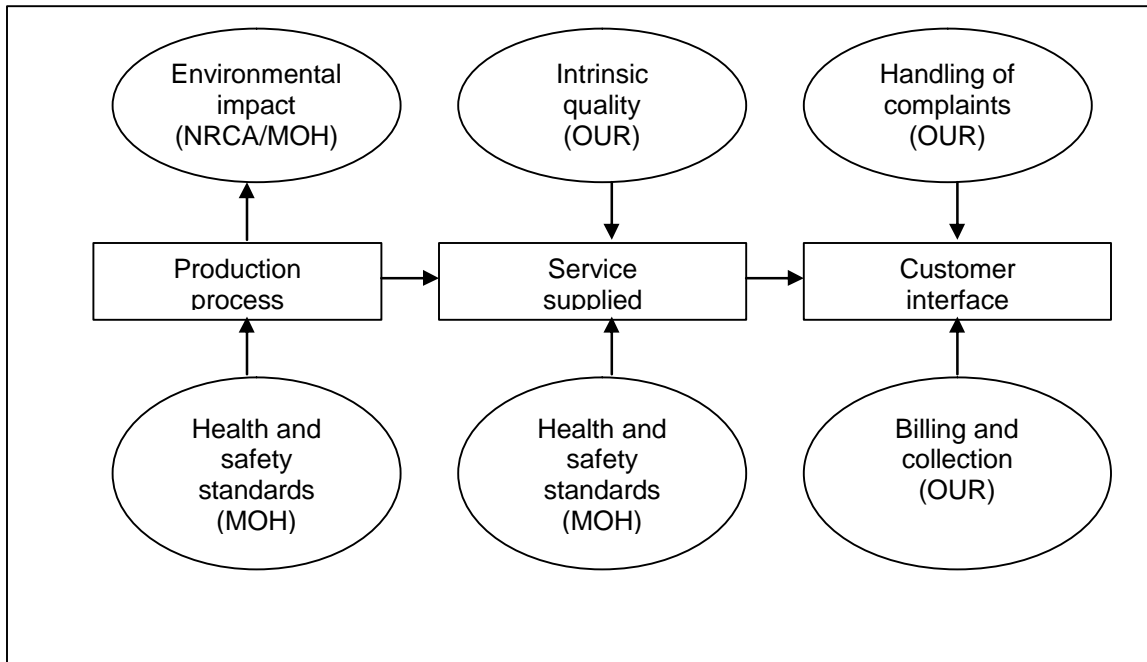 Environmental
impact
(NRCA/MOH)
Intrinsic
quality
(OUR)
Handling of
complaints
(OUR)
Production
process
Service
supplied
Customer
interface
Health and
safety
standards
(MOH)
Health and
safety
standards
(MOH)
Billing and
collection
(OUR)